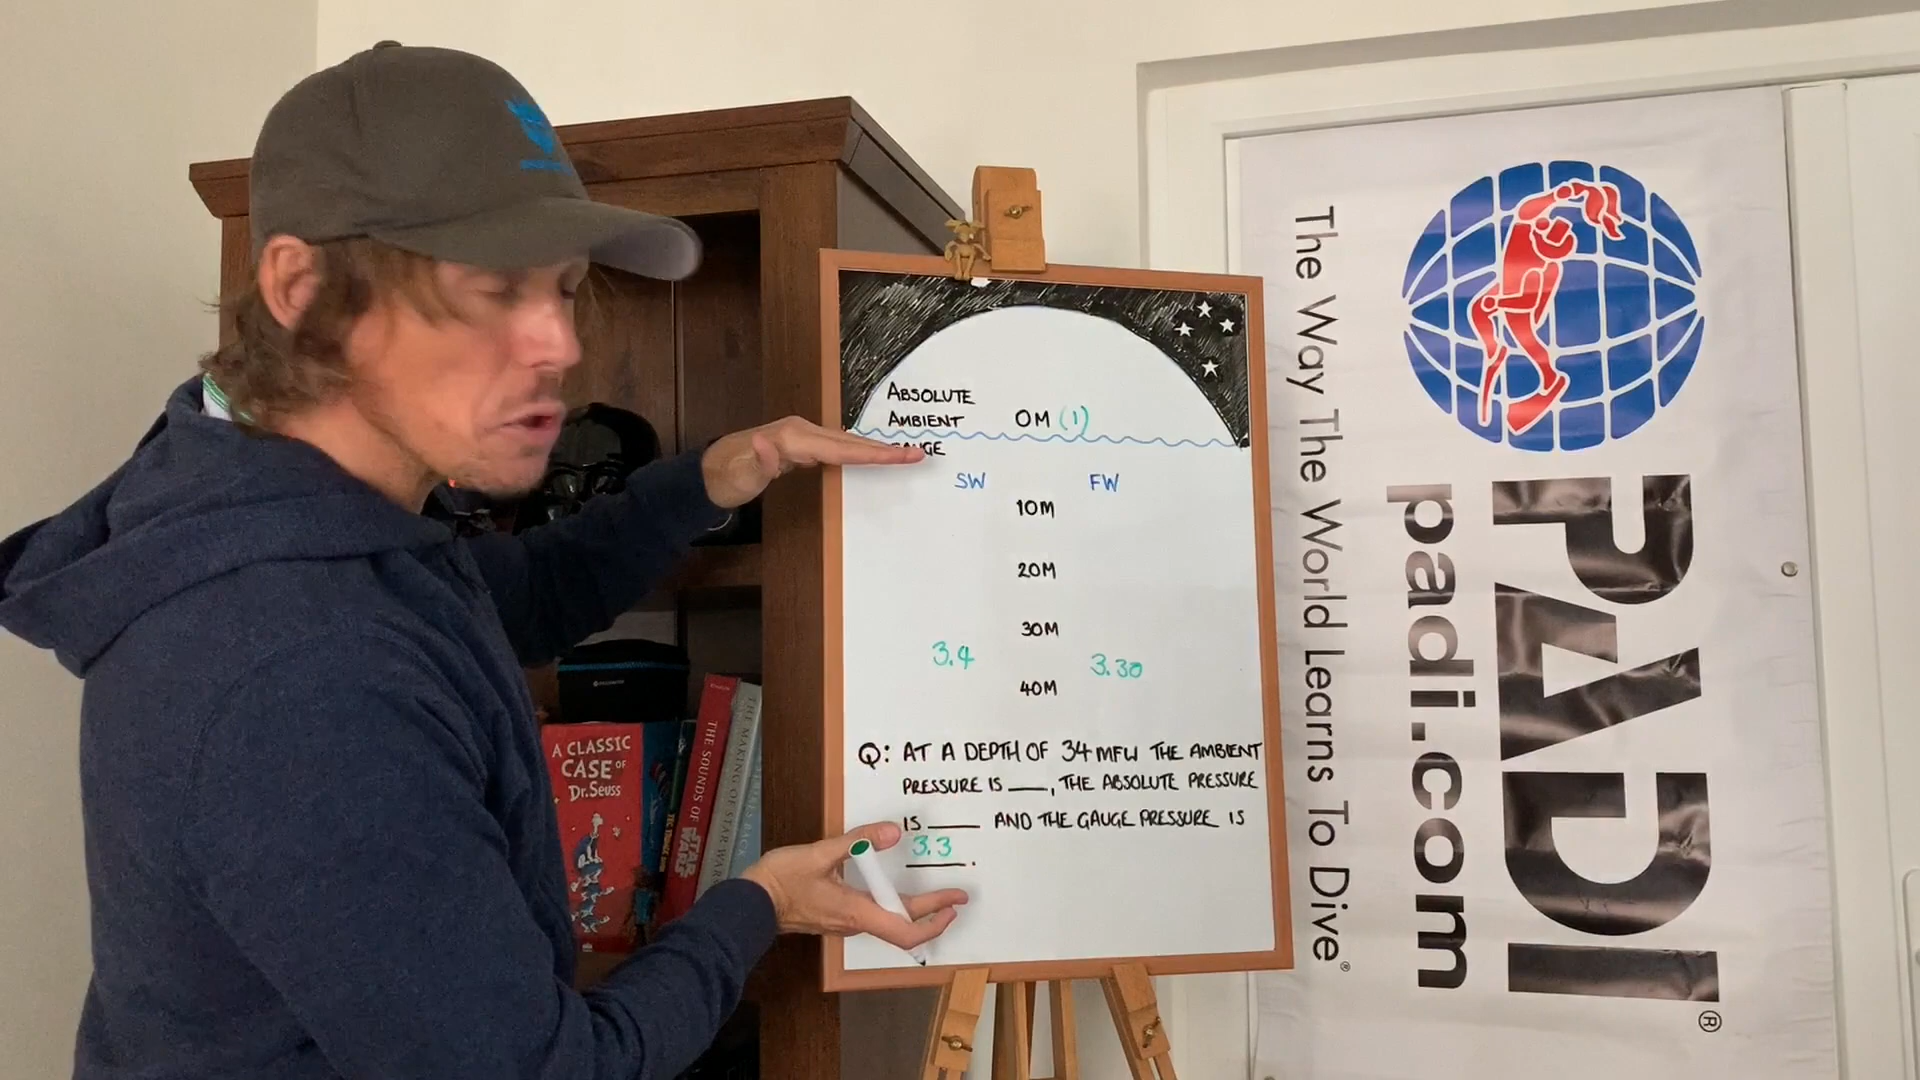 ABSOLUTE
AMBIENT 0M (1)
SW FW
10M
20M
30M
3.4 3.30
40M
Q: AT A DEPTH OF 34MFW THE AMBIENT
PRESSURE IS ___, THE ABSOLUTE PRESSURE
IS ____ AND THE GAUGE PRESSURE IS
3.3.
The Way The World Learns To Dive®
padi.com
PADI®
A CLASSIC
CASE OF
Dr. Seuss
THE SOUNDS OF STAR WARS
THE MAKING OF STAR WARS